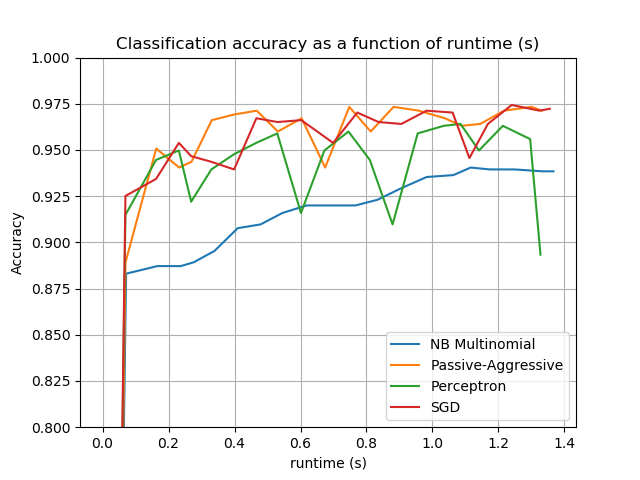 Classification accuracy as a function of runtime (s)
1.000
0.975
0.950
0.925
0.900
0.875
0.850
0.825
0.800
Accuracy
NB Multinomial
Passive-Aggressive
Perceptron
SGD
0.0 0.2 0.4 0.6 0.8 1.0 1.2 1.4
runtime (s)